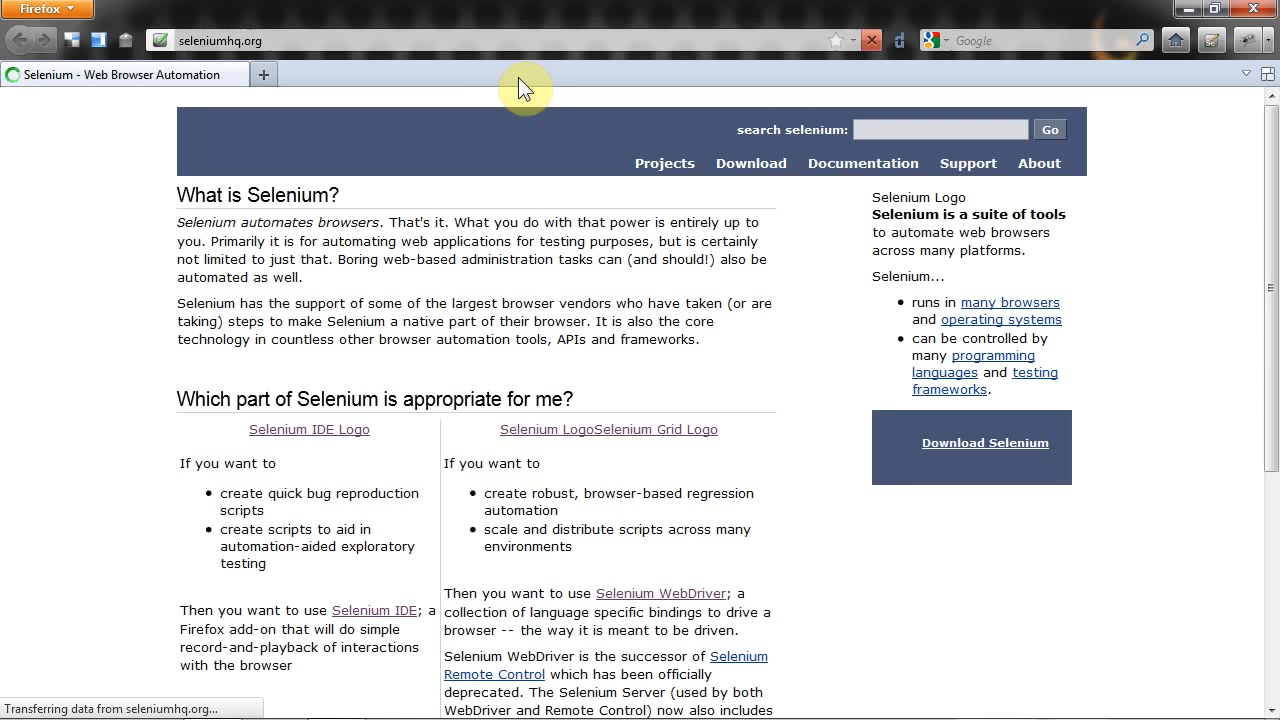 Firefox
seleniumhq.org
Google
Selenium - Web Browser Automation
search selenium:
Go
Projects Download Documentation Support About
What is Selenium?
Selenium automates browsers. That's it. What you do with that power is entirely up to
you. Primarily it is for automating web applications for testing purposes, but is certainly
not limited to just that. Boring web-based administration tasks can (and should!) also be
automated as well.
Selenium has the support of some of the largest browser vendors who have taken (or are
taking) steps to make Selenium a native part of their browser. It is also the core
technology in countless other browser automation tools, APIs and frameworks.
Which part of Selenium is appropriate for me?
Selenium IDE Logo
If you want to
create quick bug reproduction
scripts
create scripts to aid in
automation-aided exploratory
testing
Then you want to use Selenium IDE; a
Firefox add-on that will do simple
record-and-playback of interactions
with the browser
Selenium LogoSelenium Grid Logo
If you want to
create robust, browser-based regression
automation
scale and distribute scripts across many
environments
Then you want to use Selenium WebDriver; a
collection of language specific bindings to drive a
browser -- the way it is meant to be driven.
Selenium WebDriver is the successor of Selenium
Remote Control which has been officially
deprecated. The Selenium Server (used by both
WebDriver and Remote Control) now also includes
Selenium Logo
Selenium is a suite of tools
to automate web browsers
across many platforms.
Selenium...
runs in many browsers
and operating systems
can be controlled by
many programming
languages and testing
frameworks.
Download Selenium
Transferring data from seleniumhq.org...